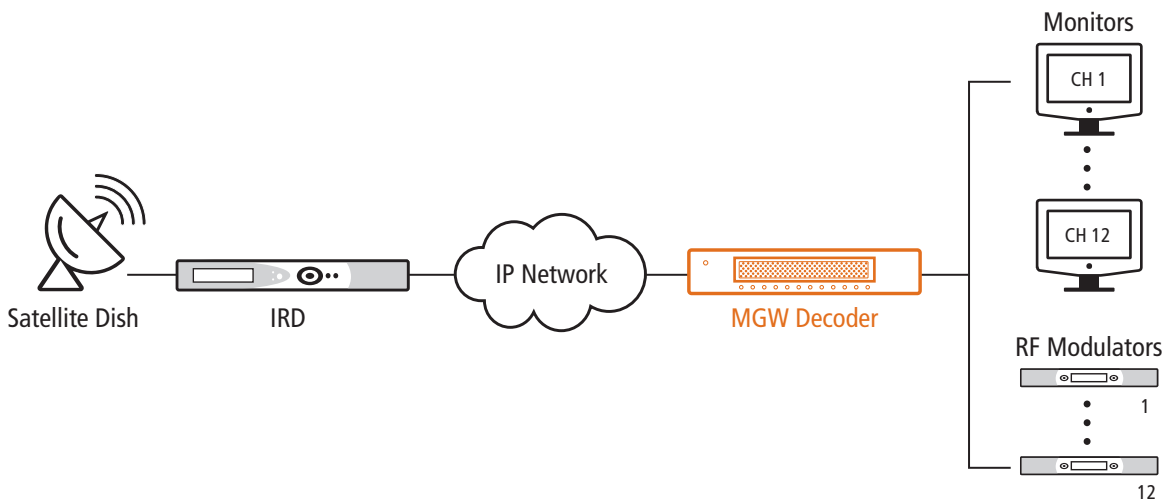 Monitors
CH 1
CH 12
IP Network
Satellite Dish
IRD
MGW Decoder
RF Modulators
1
12